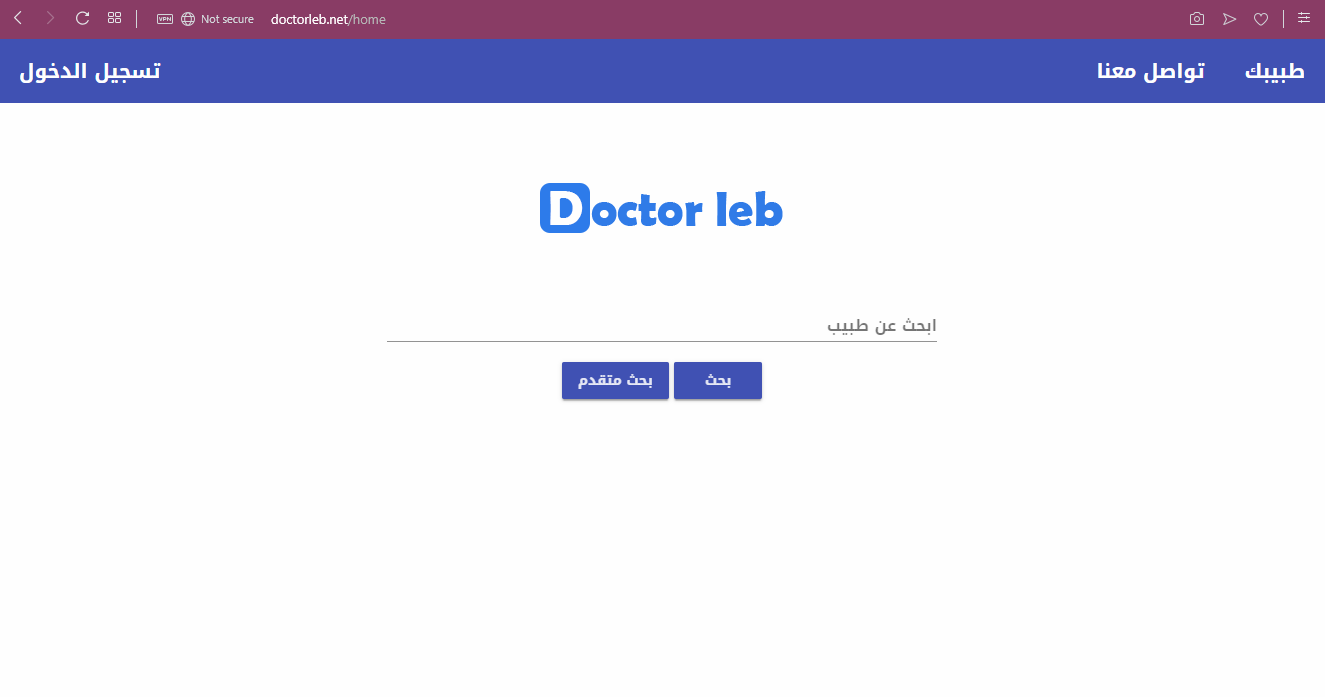 VPN Not secure doctorleb.net/home
طبيبك تواصل معنا تسجيل الدخول
Doctor leb
ابحث عن طبيب
بحث بحث متقدم